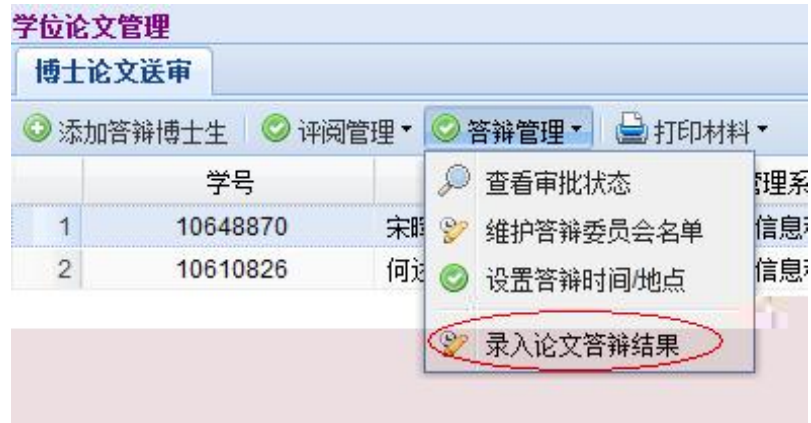 学位论文管理
博士论文送审
添加答辩博士生 评阅管理 答辩管理 打印材料
学号 管理系
1 10648870 宋 信息
2 10610826 何 信息
查看审批状态
维护答辩委员会名单
设置答辩时间/地点
录入论文答辩结果